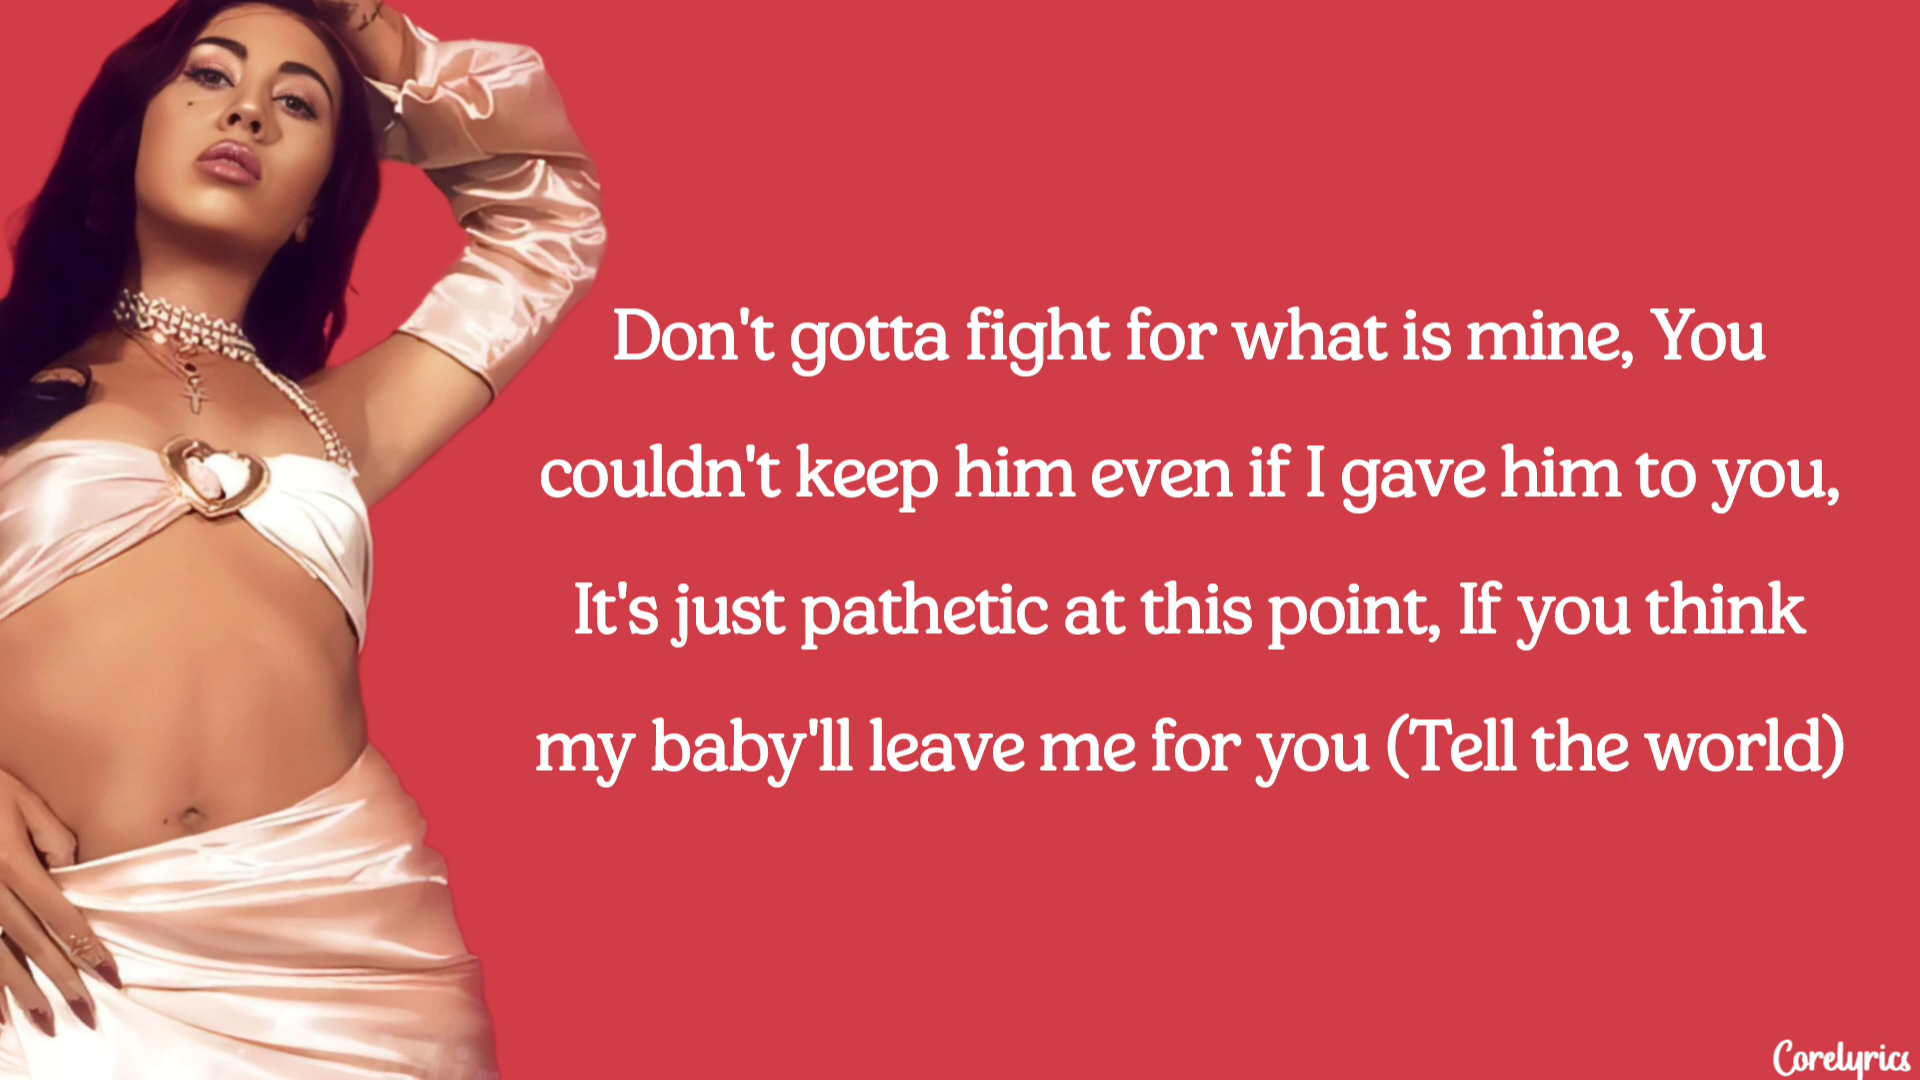 Don't gotta fight for what is mine, You
couldn't keep him even if I gave him to you,
It's just pathetic at this point, If you think
my baby'll leave me for you (Tell the world)
Corelyrics